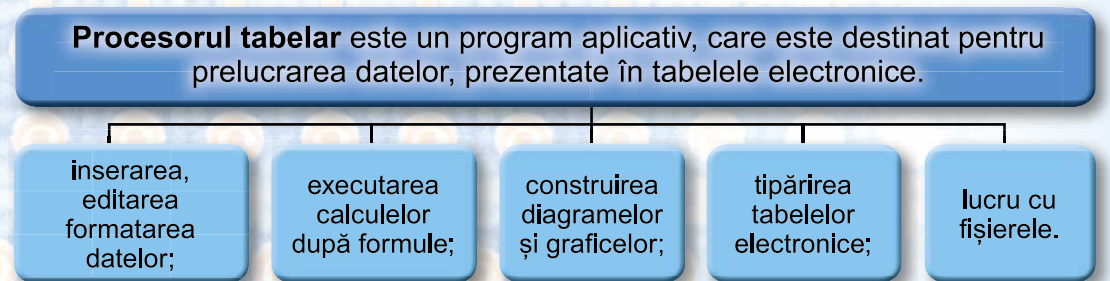 Procesorul tabelar este un program aplicativ, care este destinat pentru
prelucrarea datelor, prezentate în tabelele electronice.
inserarea,
editarea
formatarea
datelor;
executarea
calculelor
după formule;
construirea
diagramelor
și graficelor;
tipărirea
tabelelor
electronice;
lucru cu
fișierele.